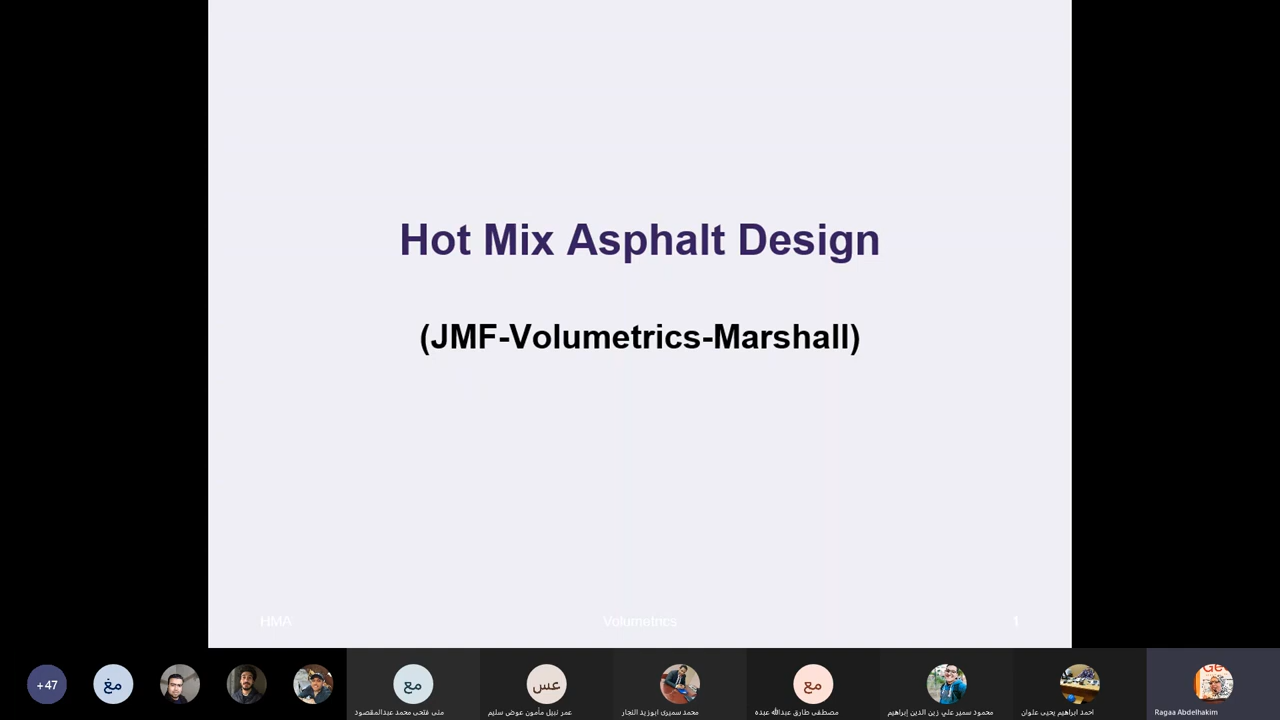 Hot Mix Asphalt Design
(JMF-Volumetrics-Marshall)
HMA
Volumetrics
1
+47
مغ
مع
عس
مع
منى فتحى محمد عبدالمقصود
عمر نبيل مأمون عوض سليم
محمد سميرى ابوزيد النجار
مصطفى طارق عبدالله عبده
محمود سمير علي زين الدين إبراهيم
احمد ابراهيم يحيى علوان
Ragaa Abdelhakim